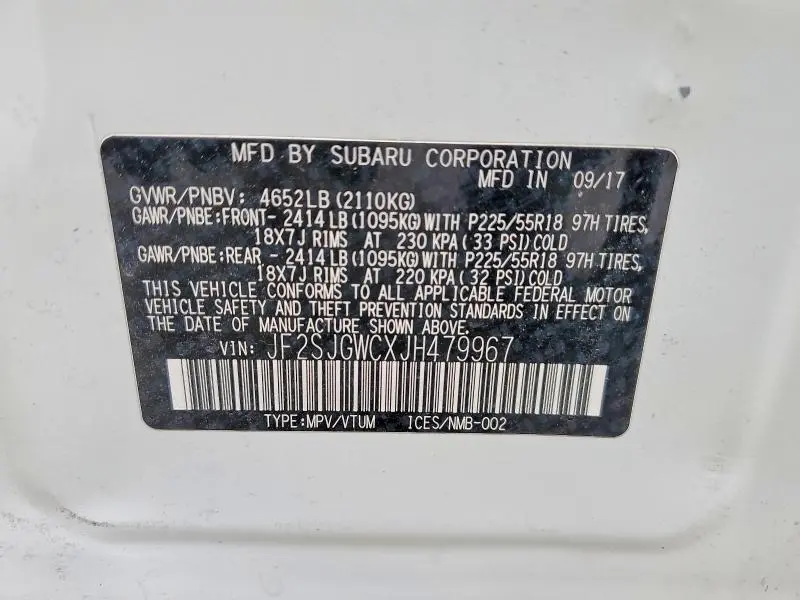 MFD BY SUBARU CORPORATION
MFD IN 09/17
GVWR/PNBV: 4652LB (2110KG)
GAWR/PNBE:FRONT- 2414 LB(1095KG)WITH P225/55R18 97H TIRES,
18X7J RIMS AT 230 KPA( 33 PSI)COLD
GAWR/PNBE:REAR - 2414 LB(1095KG)WITH P225/55R18 97H TIRES,
18X7J RIMS AT 220 KPA( 32 PSI)COLD
THIS VEHICLE CONFORMS TO ALL APPLICABLE FEDERAL MOTOR
VEHICLE SAFETY AND THEFT PREVENTION STANDARDS IN EFFECT ON
THE DATE OF MANUFACTURE SHOWN ABOVE.
VIN: JF2SJGWCXJH479967
TYPE:MPV/VTUM ICES/NMB-002